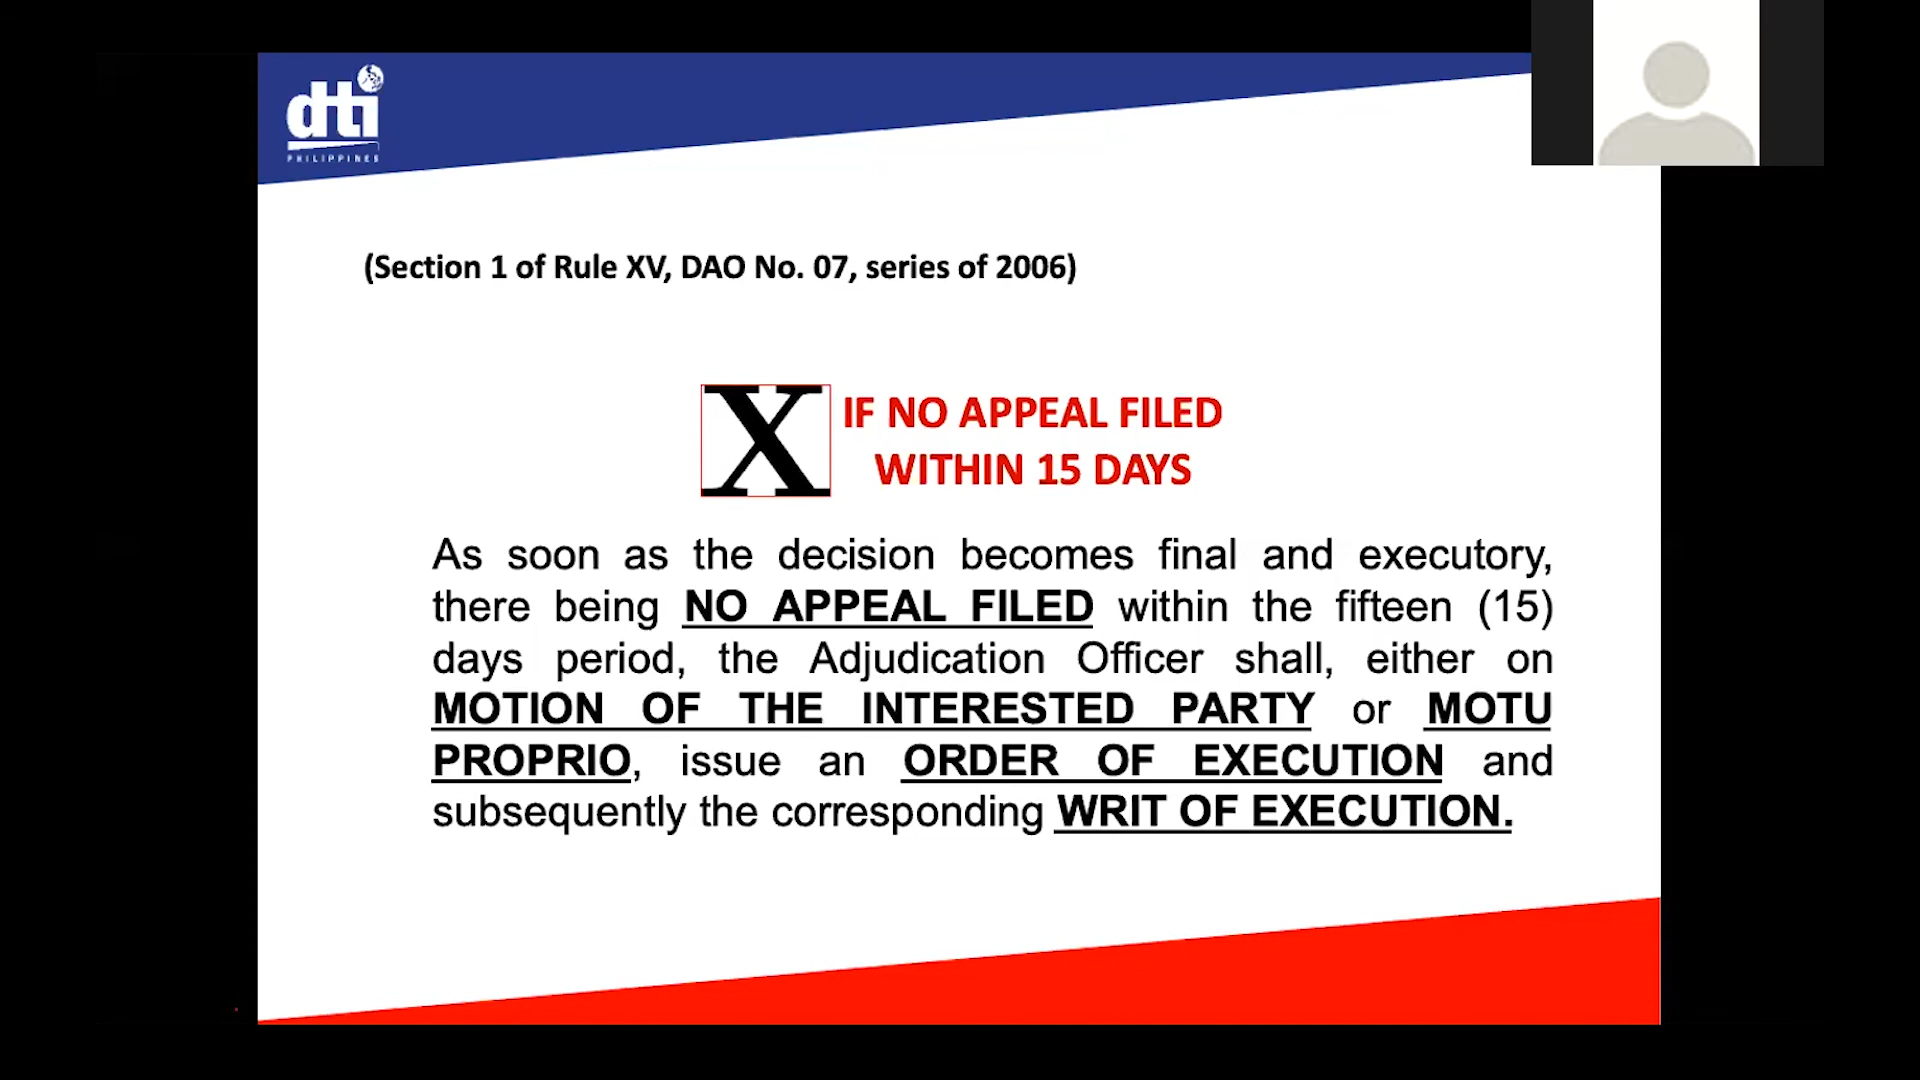 dti
PHILIPPINES
(Section 1 of Rule XV, DAO No. 07, series of 2006)
X
IF NO APPEAL FILED
WITHIN 15 DAYS
As soon as the decision becomes final and executory,
there being NO APPEAL FILED within the fifteen (15)
days period, the Adjudication Officer shall, either on
MOTION OF THE INTERESTED PARTY or MOTU
PROPRIO, issue an ORDER OF EXECUTION and
subsequently the corresponding WRIT OF EXECUTION.